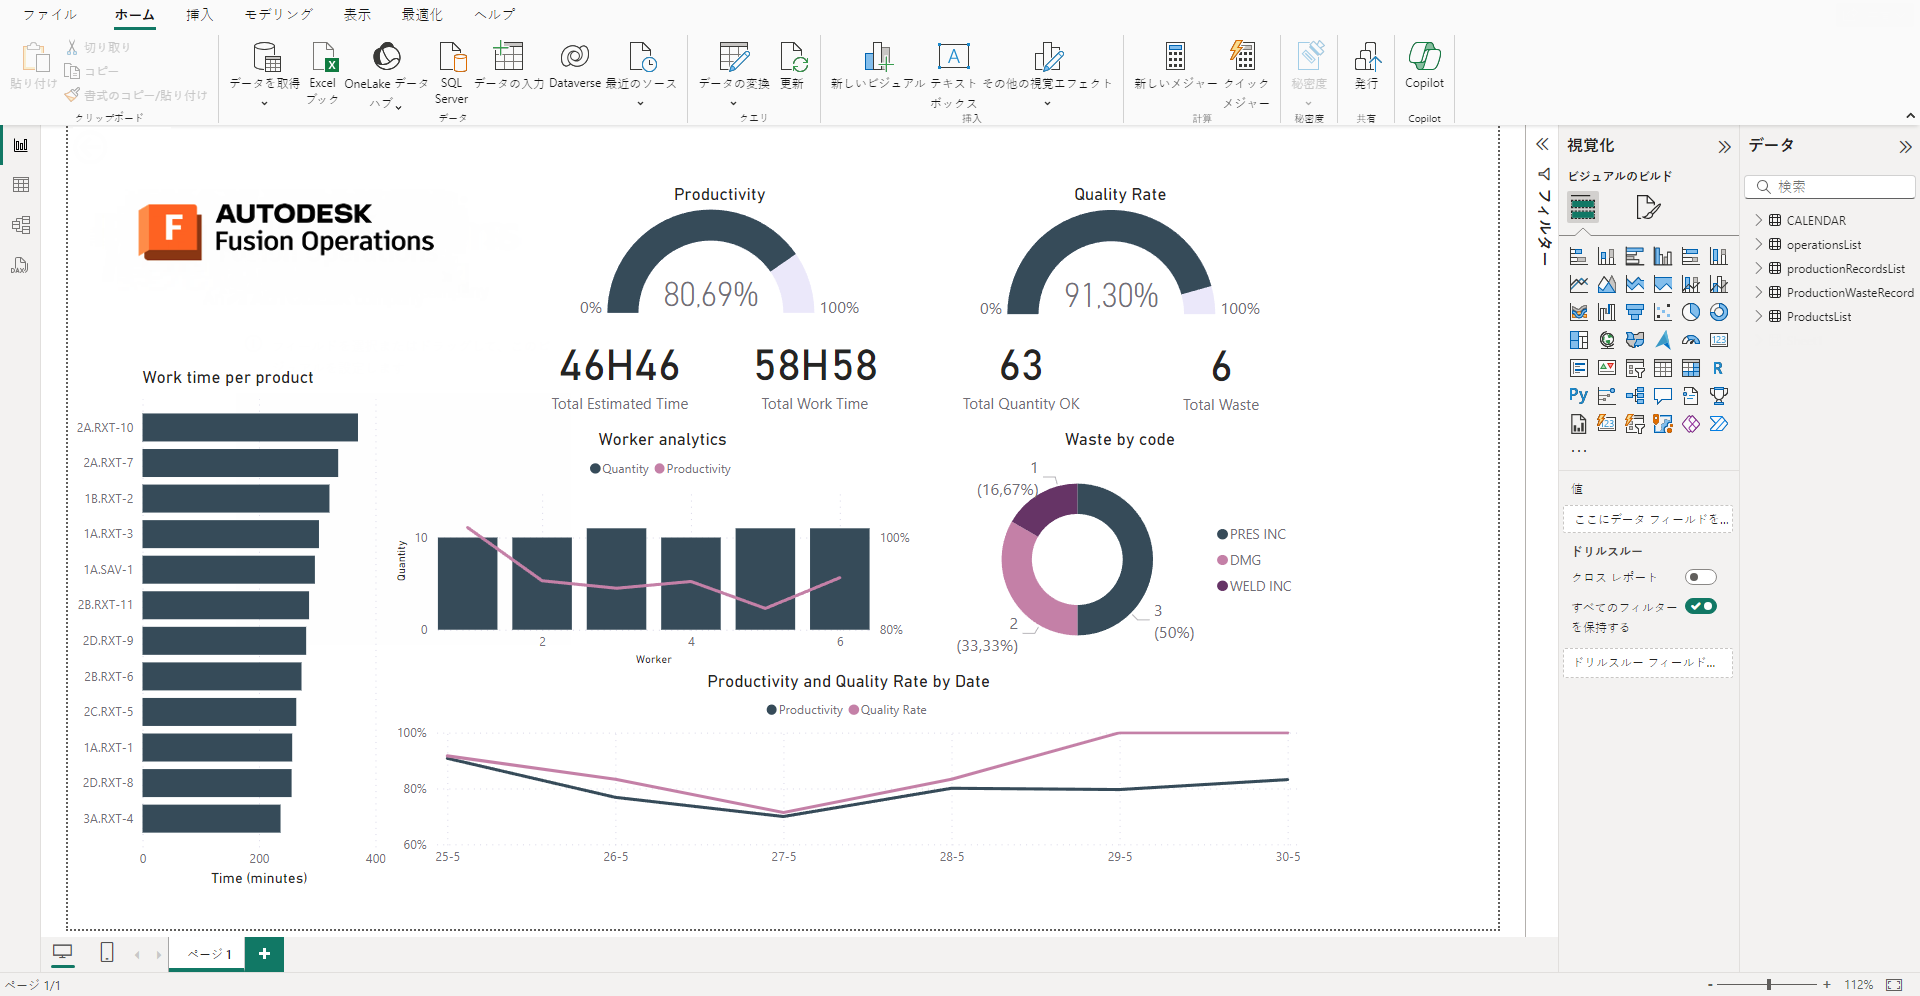 ファイル ホーム 挿入 モデリング 表示 最適化 ヘルプ
貼り付け
切り取り
コピー
書式のコピー/貼り付け
クリップボード
データを取得
Excel ブック
OneLake データ ハブ
SQL Server
データの入力
Dataverse
最近のソース
データ
データの変換
更新
クエリ
新しいビジュアル
テキスト ボックス
その他の視覚エフェクト
挿入
新しいメジャー
クイック メジャー
計算
秘密度
秘密度
発行
共有
Copilot
Copilot
F
AUTODESK
Fusion Operations
Productivity
80,69%
0%
100%
Quality Rate
91,30%
0%
100%
46H46
Total Estimated Time
58H58
Total Work Time
63
Total Quantity OK
6
Total Waste
Work time per product
2A.RXT-10
2A.RXT-7
1B.RXT-2
1A.RXT-3
1A.SAV-1
2B.RXT-11
2D.RXT-9
2B.RXT-6
2C.RXT-5
1A.RXT-1
2D.RXT-8
3A.RXT-4
0 200 400
Time (minutes)
Worker analytics
Quantity Productivity
Quantity
10
0
100%
80%
2 4 6
Worker
Waste by code
1
(16,67%)
2
(33,33%)
3
(50%)
PRES INC
DMG
WELD INC
Productivity and Quality Rate by Date
Productivity Quality Rate
100%
80%
60%
25-5 26-5 27-5 28-5 29-5 30-5
フィルター
視覚化
ビジュアルのビルド
123
R
Py
123
...
値
ここにデータ フィールドを...
ドリルスルー
クロス レポート
すべてのフィルター
を保持する
ドリルスルー フィールド...
データ
検索
CALENDAR
operationsList
productionRecordsList
ProductionWasteRecord
ProductsList
DAX
ページ 1
+
ページ 1/1
- + 112%